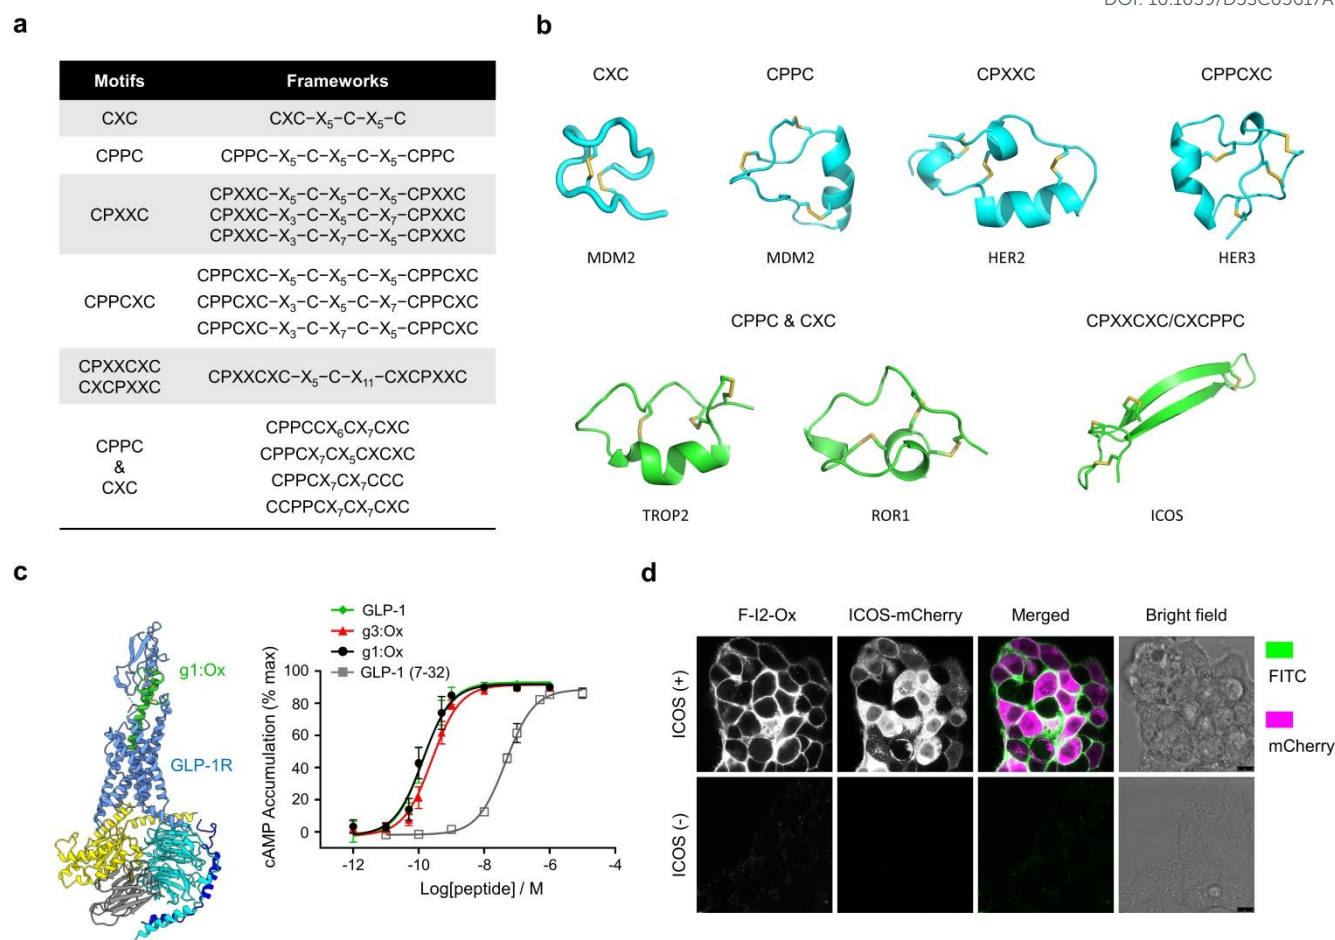 a
Motifs Frameworks
CXC CXC–X5–C–X5–C
CPPC CPPC–X5–C–X5–C–X5–CPPC
CPXXC
CPXXC–X5–C–X5–C–X5–CPXXC
CPXXC–X3–C–X5–C–X7–CPXXC
CPXXC–X3–C–X7–C–X5–CPXXC
CPPCXC
CPPCXC–X5–C–X5–C–X5–CPPCXC
CPPCXC–X3–C–X5–C–X7–CPPCXC
CPPCXC–X3–C–X7–C–X5–CPPCXC
CPXXCXC
CXCPXXC
CPXXCXC–X5–C–X11–CXCPXXC
CPPC
&
CXC
CPPCCX6CX7CXC
CPPCX7CX5CXCXC
CPPCX7CX7CCC
CCPPCX7CX7CXC
b
CXC CPPC CPXXC CPPCXC
MDM2 MDM2 HER2 HER3
CPPC & CXC CPXXCXC/CXCPPC
TROP2 ROR1 ICOS
c
g1:Ox
GLP-1R
GLP-1
g3:Ox
g1:Ox
GLP-1 (7-32)
cAMP Accumulation (% max)
100
80
60
40
20
0
-12 -10 -8 -6 -4
Log[peptide] / M
d
F-I2-Ox ICOS-mCherry Merged Bright field
ICOS (+)
ICOS (-)
FITC
mCherry